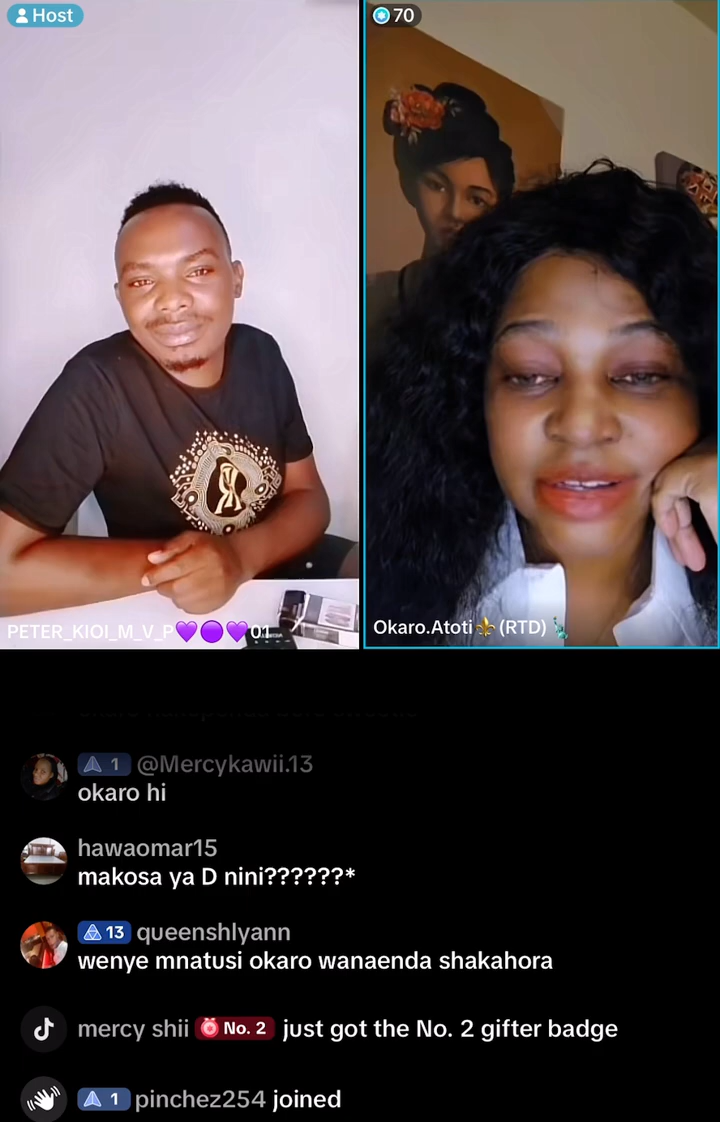 Host
70
PETER_KIOI_M_V_P💜🟣💜01
Okaro.Atoti⚜️(RTD)🗽
1 @Mercykawii.13
okaro hi
hawaomar15
makosa ya D nini??????*
13 queenshlyann
wenye mnatusi okaro wanaenda shakahora
mercy shii No. 2 just got the No. 2 gifter badge
1 pinchez254 joined